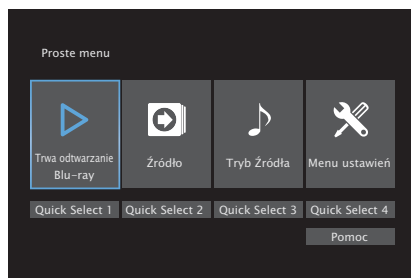 Proste menu
Trwa odtwarzanie
Blu-ray
Źródło
Tryb Źródła
Menu ustawień
Quick Select 1
Quick Select 2
Quick Select 3
Quick Select 4
Pomoc